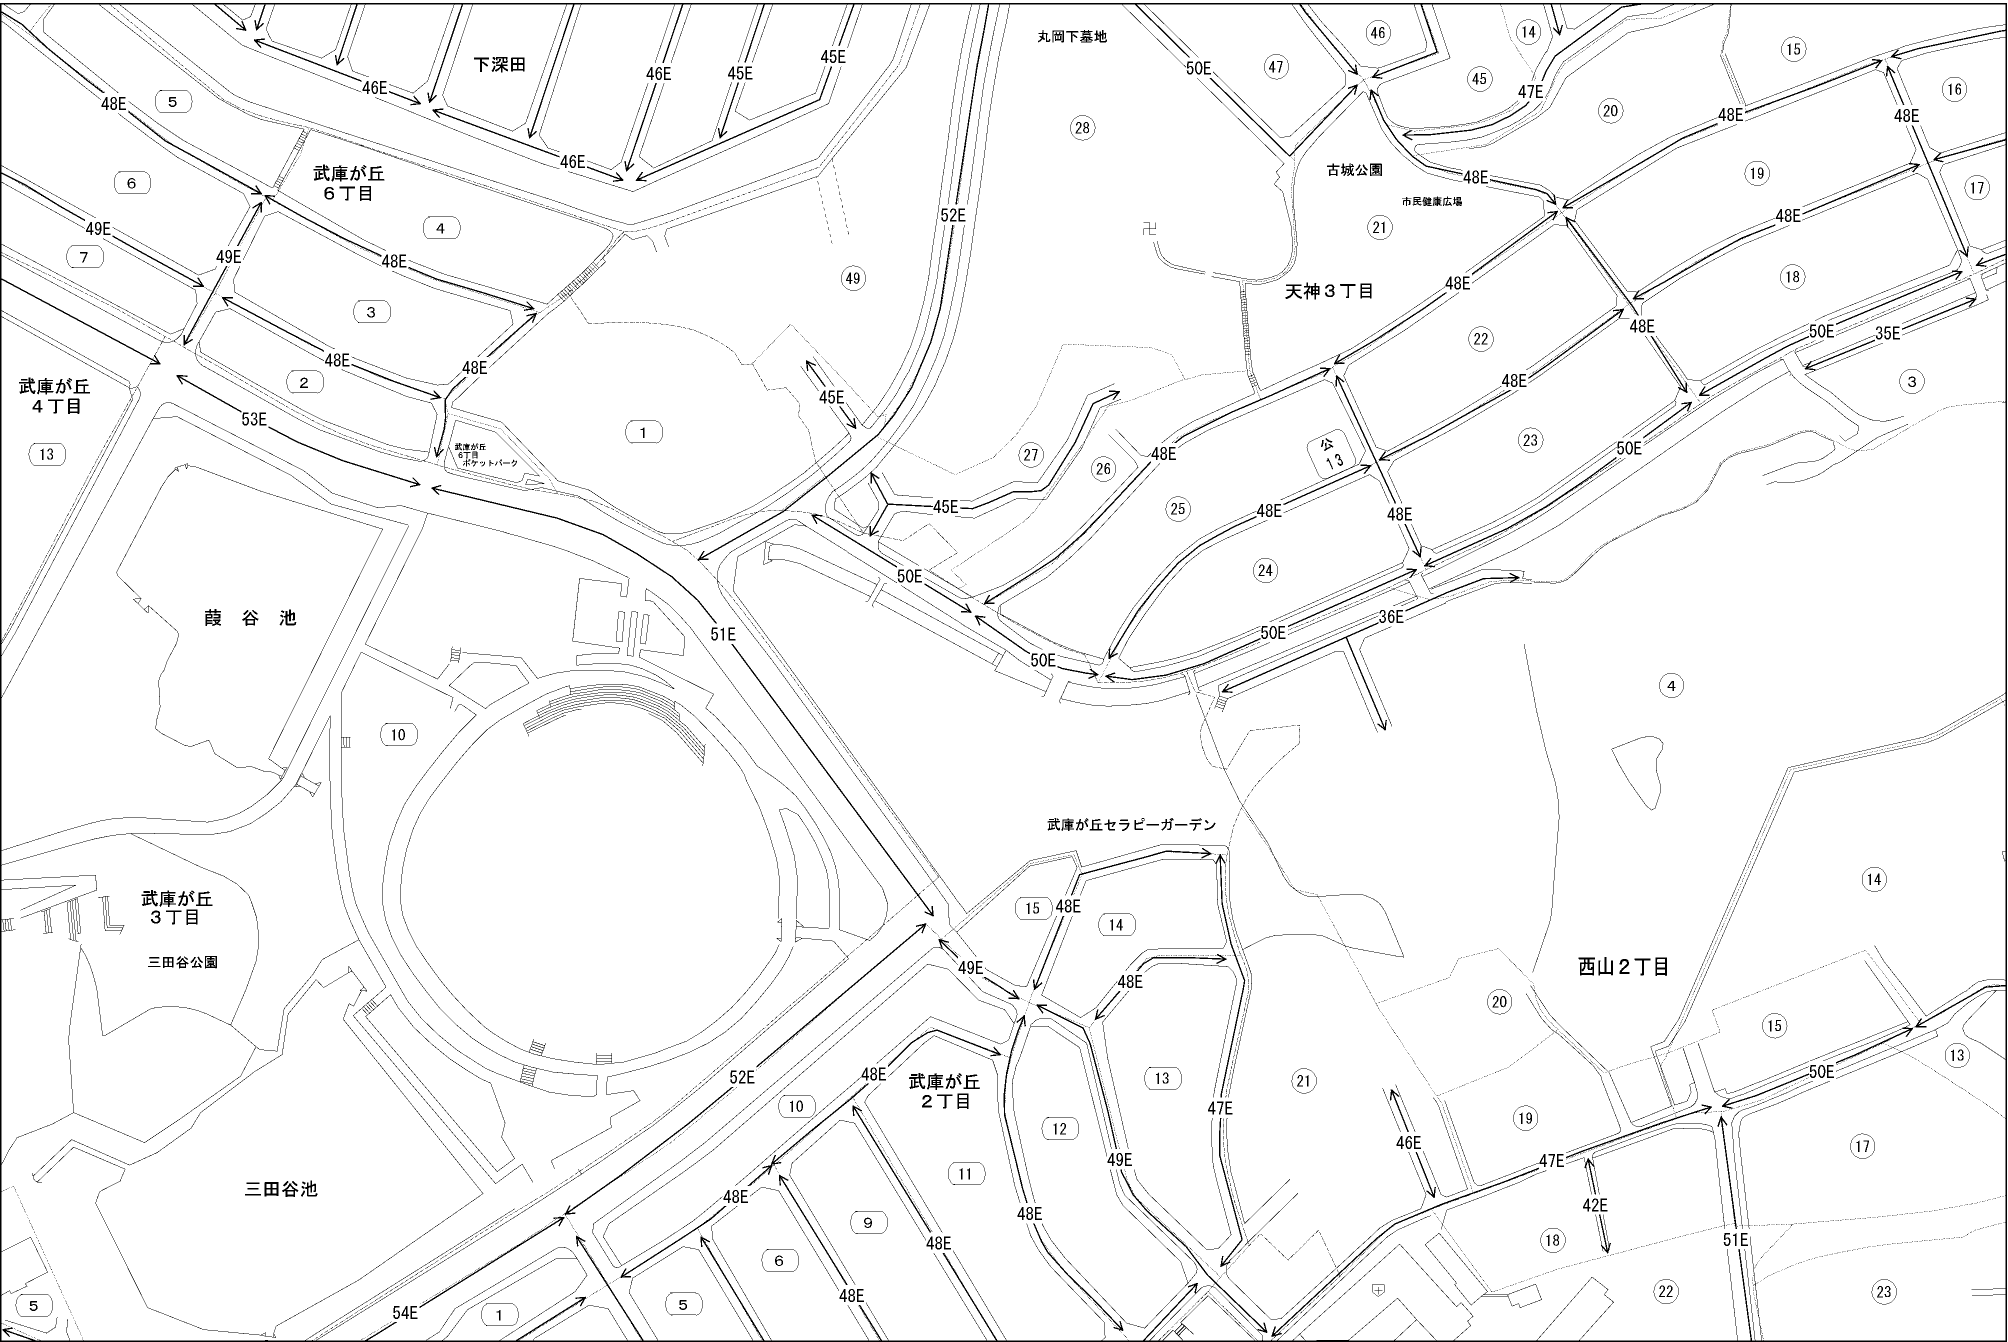 丸岡下墓地
46
14
15
下深田
45E
50E
47
48E
5
46E
46E
45E
45
47E
20
48E
48E
16
28
46E
武庫が丘
6丁目
6
古城公園
48E
19
17
市民健康広場
4
52E
21
卍
48E
49E
49E
7
48E
49
天神3丁目
48E
18
3
48E
22
50E
35E
2
48E
48E
武庫が丘
4丁目
45E
48E
3
53E
1
公
13
23
50E
13
武庫が丘
6丁目
ポケットパーク
27
26
48E
45E
25
48E
48E
50E
24
葭谷池
51E
50E
36E
50E
4
10
武庫が丘セラピーガーデン
14
武庫が丘
3丁目
15
48E
14
三田谷公園
49E
48E
西山2丁目
20
15
13
52E
48E
武庫が丘
2丁目
13
21
50E
10
47E
12
19
46E
17
49E
47E
11
三田谷池
48E
48E
42E
9
48E
18
51E
6
48E
5
54E
1
5
48E
22
23